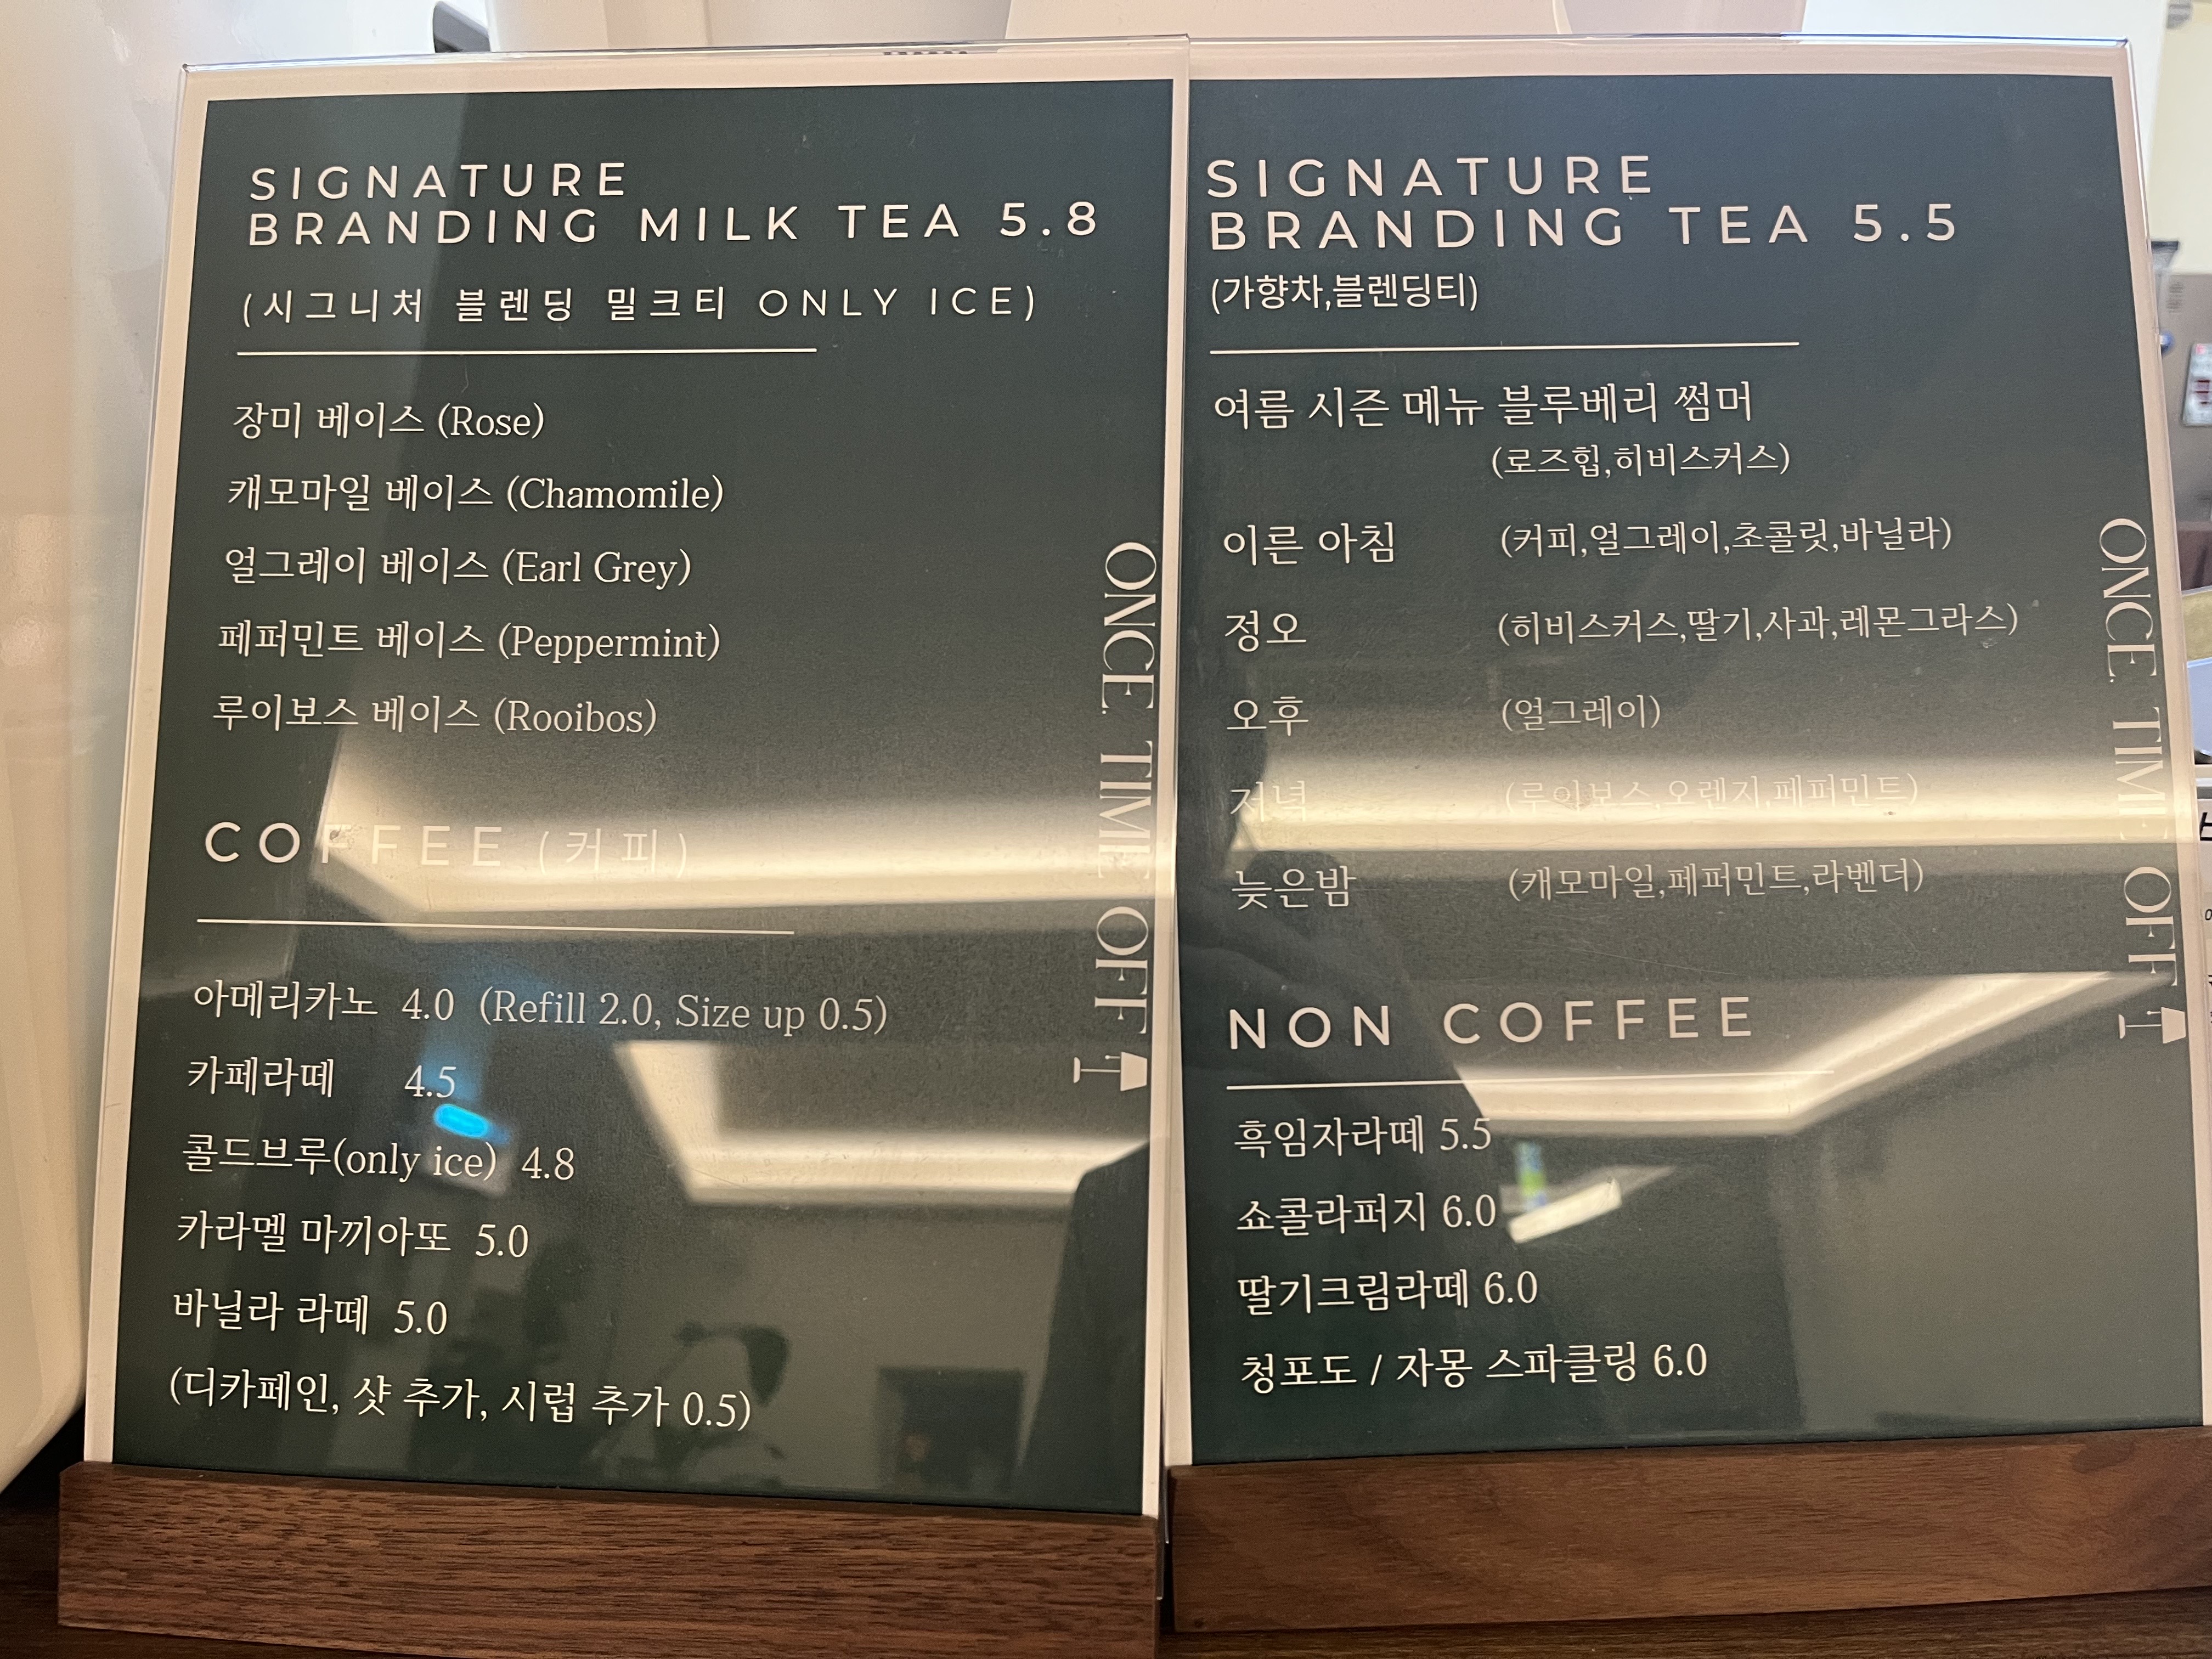 SIGNATURE
BRANDING MILK TEA 5.8
(시그니처 블렌딩 밀크티 ONLY ICE)
장미 베이스 (Rose)
캐모마일 베이스 (Chamomile)
얼그레이 베이스 (Earl Grey)
페퍼민트 베이스 (Peppermint)
루이보스 베이스 (Rooibos)
COFFEE (커피)
아메리카노 4.0 (Refill 2.0, Size up 0.5)
카페라떼 4.5
콜드브루(only ice) 4.8
카라멜 마끼아또 5.0
바닐라 라떼 5.0
(디카페인, 샷 추가, 시럽 추가 0.5)
ONCE. TIME OFF
SIGNATURE
BRANDING TEA 5.5
(가향차,블렌딩티)
여름 시즌 메뉴 블루베리 썸머
(로즈힙,히비스커스)
이른 아침 (커피,얼그레이,초콜릿,바닐라)
정오 (히비스커스,딸기,사과,레몬그라스)
오후 (얼그레이)
저녁 (루이보스,오렌지,페퍼민트)
늦은밤 (캐모마일,페퍼민트,라벤더)
NON COFFEE
흑임자라떼 5.5
쇼콜라퍼지 6.0
딸기크림라떼 6.0
청포도 / 자몽 스파클링 6.0
ONCE. TIME OFF